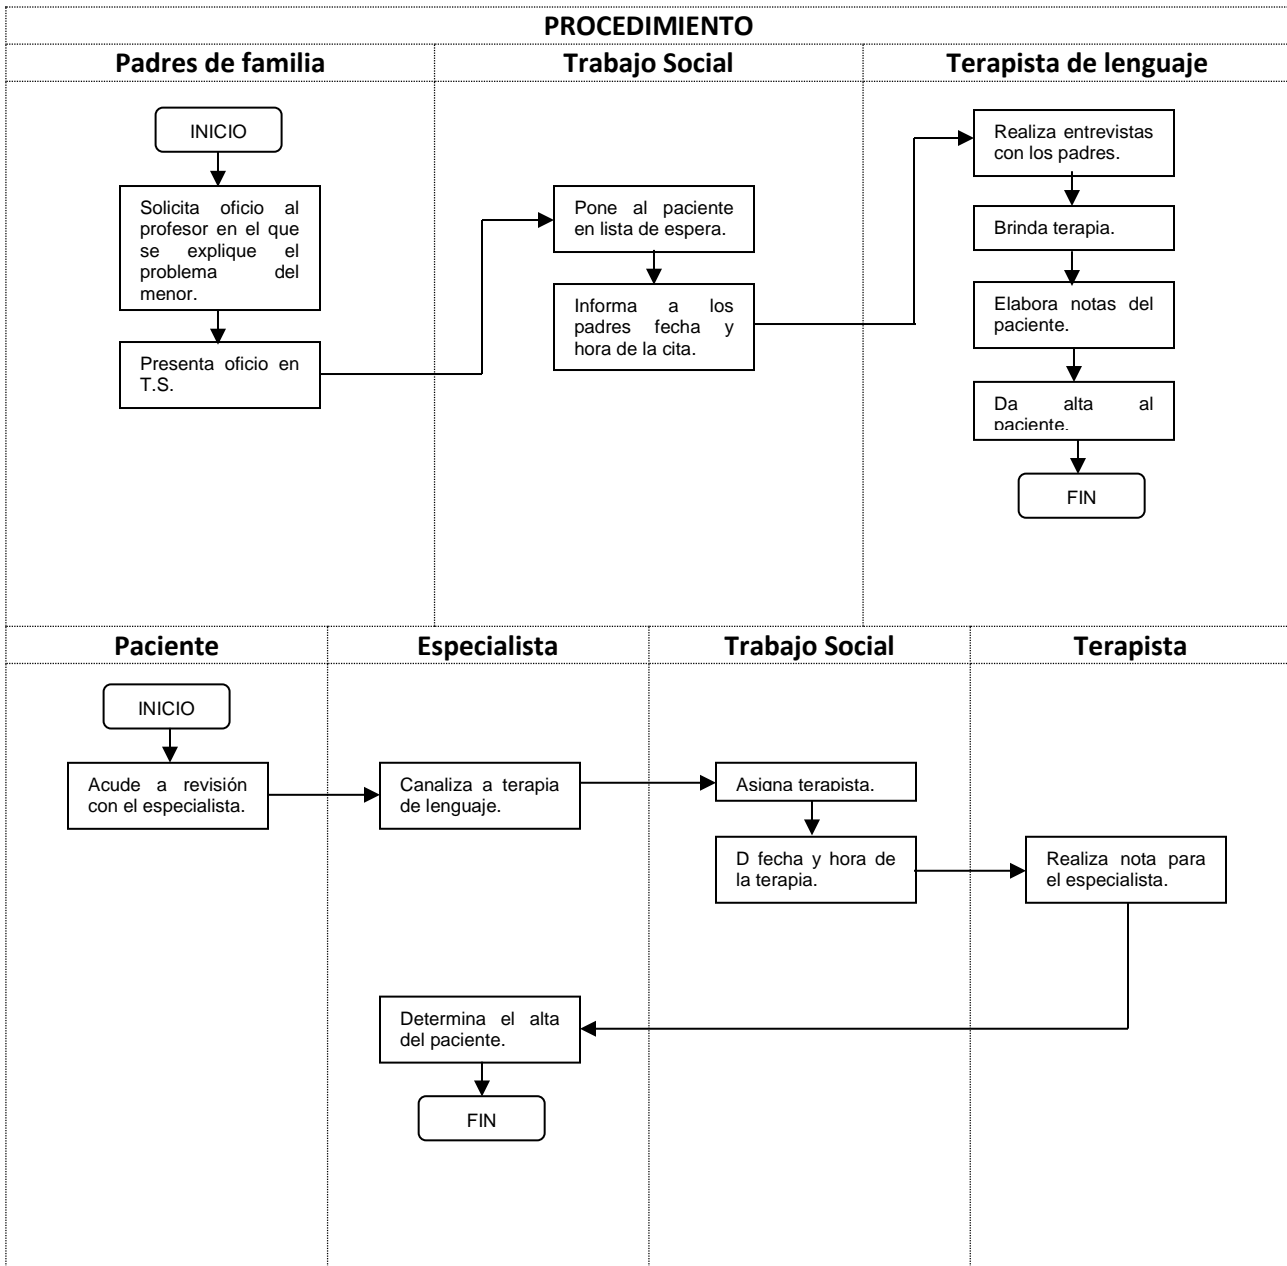 PROCEDIMIENTO
Padres de familia
Trabajo Social
Terapista de lenguaje
INICIO
Solicita oficio al
profesor en el que
se explique el
problema del
menor.
Presenta oficio en
T.S.
Pone al paciente
en lista de espera.
Informa a los
padres fecha y
hora de la cita.
Realiza entrevistas
con los padres.
Brinda terapia.
Elabora notas del
paciente.
Da alta al
paciente.
FIN
Paciente
Especialista
Trabajo Social
Terapista
INICIO
Acude a revisión
con el especialista.
Canaliza a terapia
de lenguaje.
Asigna terapista.
D fecha y hora de
la terapia.
Realiza nota para
el especialista.
Determina el alta
del paciente.
FIN